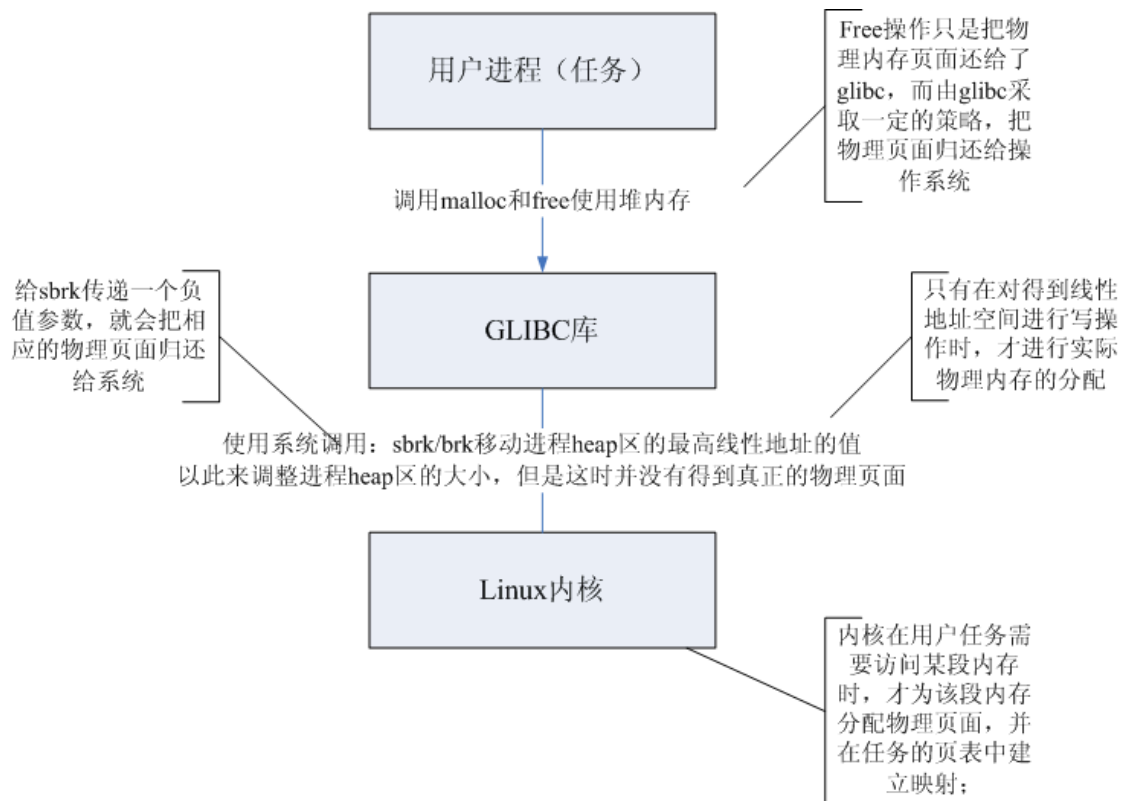 用户进程（任务）
Free操作只是把物
理内存页面还给了
glibc，而由glibc采
取一定的策略，把
物理页面归还给操
作系统
调用malloc和free使用堆内存
给sbrk传递一个负
值参数，就会把相
应的物理页面归还
给系统
GLIBC库
只有在对得到线性
地址空间进行写操
作时，才进行实际
物理内存的分配
使用系统调用：sbrk/brk移动进程heap区的最高线性地址的值
以此来调整进程heap区的大小，但是这时并没有得到真正的物理页面
Linux内核
内核在用户任务需
要访问某段内存
时，才为该段内存
分配物理页面，并
在任务的页表中建
立映射；